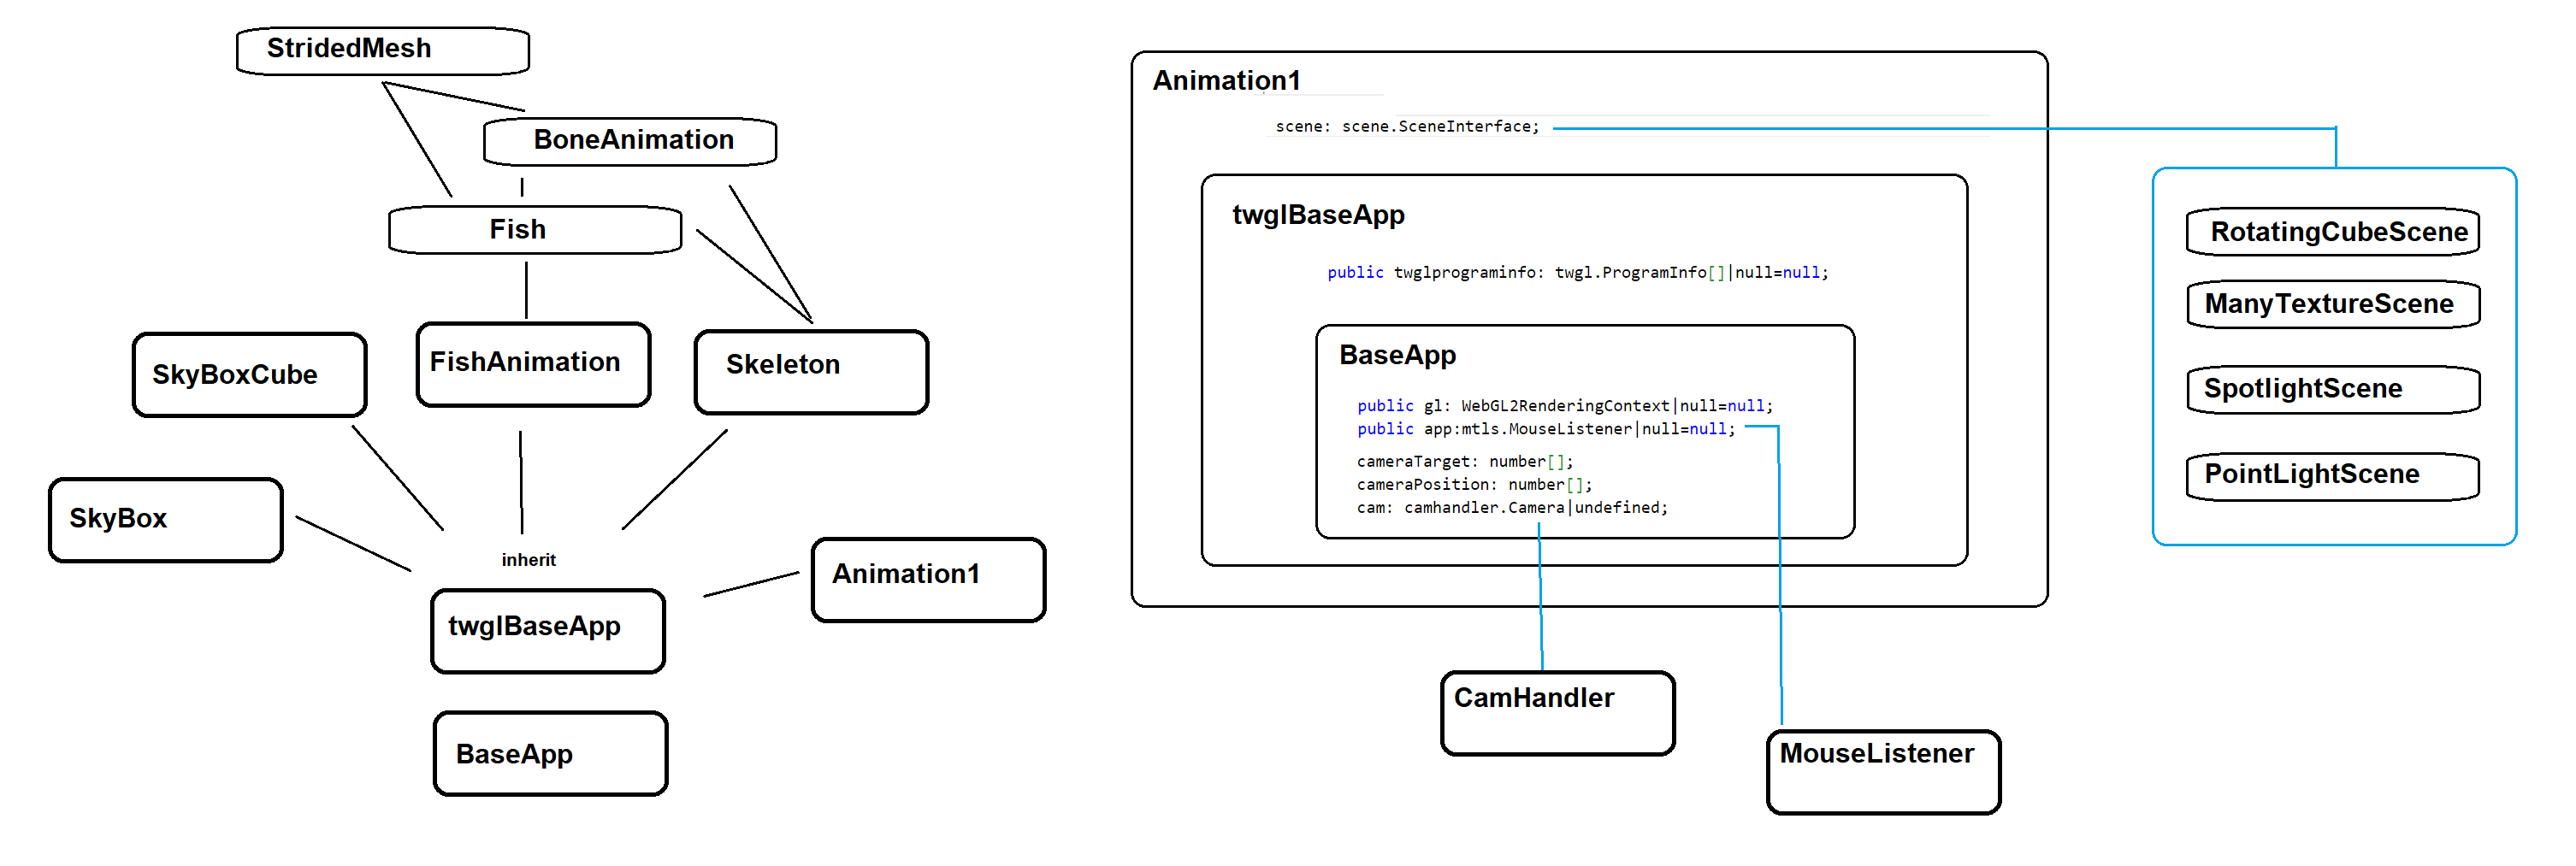 StridedMesh
BoneAnimation
Fish
SkyBoxCube
FishAnimation
Skeleton
SkyBox
inherit
twglBaseApp
Animation1
BaseApp
Animation1
scene: scene.SceneInterface;
twglBaseApp
public twglprograminfo: twgl.ProgramInfo[]|null=null;
BaseApp
public gl: WebGL2RenderingContext|null=null;
public app:mtls.MouseListener|null=null;
cameraTarget: number[];
cameraPosition: number[];
cam: camhandler.Camera|undefined;
CamHandler
MouseListener
RotatingCubeScene
ManyTextureScene
SpotlightScene
PointLightScene